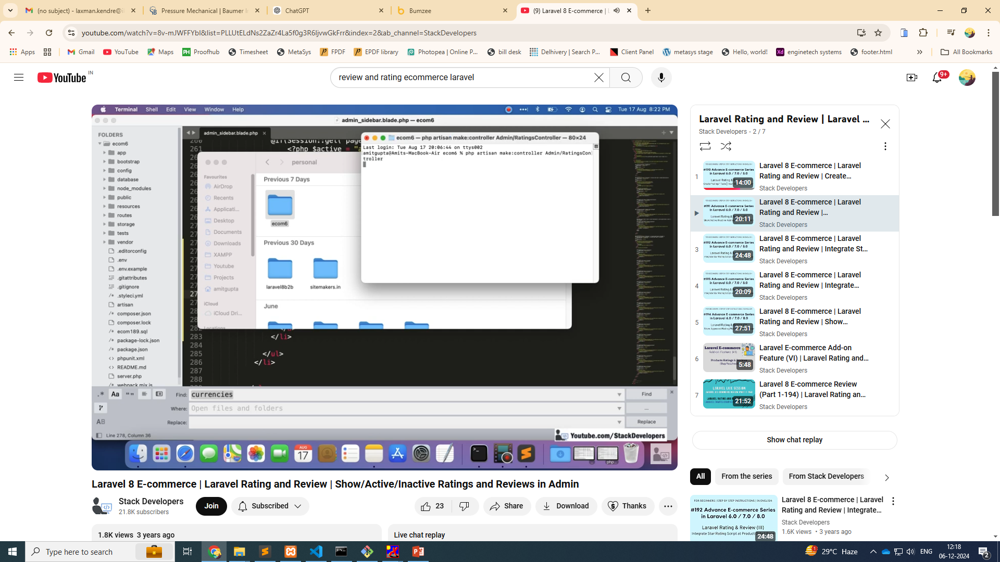 (no subject) - laxman.kendre@
Pressure Mechanical | Baumer I
ChatGPT
Bumzee
(9) Laravel 8 E-commerce |
youtube.com/watch?v=8v-mJWFFYbI&list=PLLUtELdNs2ZaZr4La5f0g3R6IjvwGkFrr&index=2&ab_channel=StackDevelopers
Apps
Gmail
YouTube
Maps
Proofhub
Timesheet
MetaSys
FPDF
EPDF library
Photopea | Online P...
bill desk
Delhivery | Search P...
Client Panel
metasys stage
Hello, world!
enginetech systems
footer.html
All Bookmarks
YouTube IN
review and rating ecommerce laravel
9+
Terminal Shell Edit View Window Help
Tue 17 Aug 8:22 PM
admin_sidebar.blade.php — ecom6
FOLDERS
ecom6
app
bootstrap
config
database
node_modules
public
resources
routes
storage
tests
vendor
.editorconfig
.env
.env.example
.gitattributes
.gitignore
.styleci.yml
artisan
composer.json
composer.lock
ecom189.sql
package-lock.json
package.json
phpunit.xml
README.md
server.php
webpack.mix.js
admin_sidebar.blade.php
260 @if(Session::get('page
261 <?php $active = "a
personal
Favourites
AirDrop
Recents
Applicati...
Desktop
Documents
Downloads
XAMPP
Youtube
Projects
amitgupta
iCloud
iCloud Dri...
Locations
Previous 7 Days
ecom6
Previous 30 Days
laravel8b2b
sitemakers.in
June
ecom6 — php artisan make:controller Admin/RatingsController — 80×24
Last login: Tue Aug 17 20:06:44 on ttys002
amitgupta@Amits-MacBook-Air ecom6 % php artisan make:controller Admin/RatingsCon
troller
282
283 </li>
284
285 </ul>
286 </li>
287
288
Find: currencies Find
Where: Open files and folders ...
Replace: Replace
Line 278, Column 36
Youtube.com/StackDevelopers
AUG
17
Laravel 8 E-commerce | Laravel Rating and Review | Show/Active/Inactive Ratings and Reviews in Admin
Stack Developers
21.8K subscribers
Join
Subscribed
23
Share
Download
Thanks
1.8K views 3 years ago
Live chat replay
Laravel Rating and Review | Laravel ...
Stack Developers - 2 / 7
1
14:00
Laravel 8 E-commerce | Laravel
Rating and Review | Create...
Stack Developers
20:11
Laravel 8 E-commerce | Laravel
Rating and Review |...
Stack Developers
3
24:48
Laravel 8 E-commerce | Laravel
Rating and Review | Integrate St...
Stack Developers
4
20:09
Laravel 8 E-commerce | Laravel
Rating and Review | Integrate...
Stack Developers
5
27:51
Laravel 8 E-commerce | Laravel
Rating and Review | Show...
Stack Developers
6
5:48
Laravel E-commerce Add-on
Feature (VI) | Laravel Rating and...
Stack Developers
7
21:52
Laravel 8 E-commerce Review
(Part 1-194) | Laravel Rating an...
Stack Developers
Show chat replay
All
From the series
From Stack Developers
FOR BEGINNERS | STEP BY STEP INSTRUCTIONS | IN ENGLISH
#192 Advance E-commerce Series
in Laravel 6.0 / 7.0 / 8.0
Laravel Rating & Review (III)
Integrate Star Rating Script at Product
24:48
Laravel 8 E-commerce | Laravel
Rating and Review | Integrate...
Stack Developers
1.6K views • 3 years ago
Type here to search
29°C Haze
ENG
12:18
06-12-2024
2